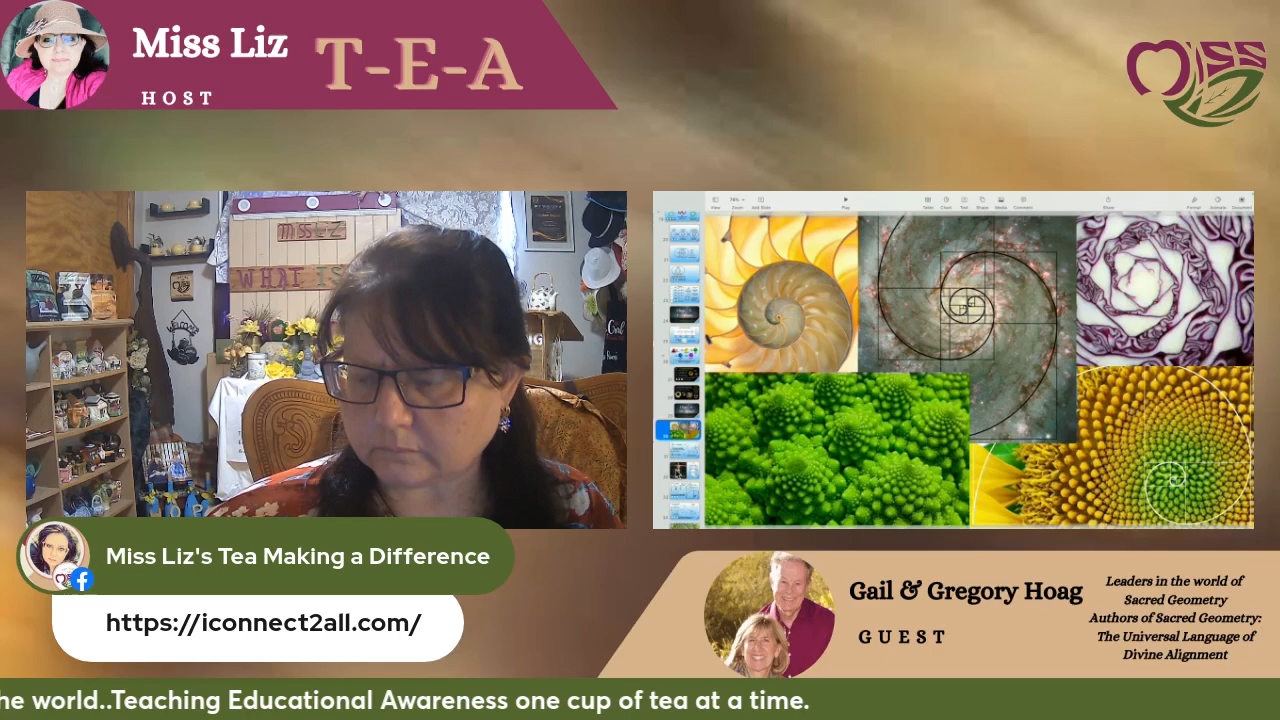 Miss Liz
T-E-A
HOST
MISS
miss LIZ
WHAT IS
Miss Liz's Tea Making a Difference
https://iconnect2all.com/
Gail & Gregory Hoag
GUEST
Leaders in the world of
Sacred Geometry
Authors of Sacred Geometry:
The Universal Language of
Divine Alignment
he world..Teaching Educational Awareness one cup of tea at a time.